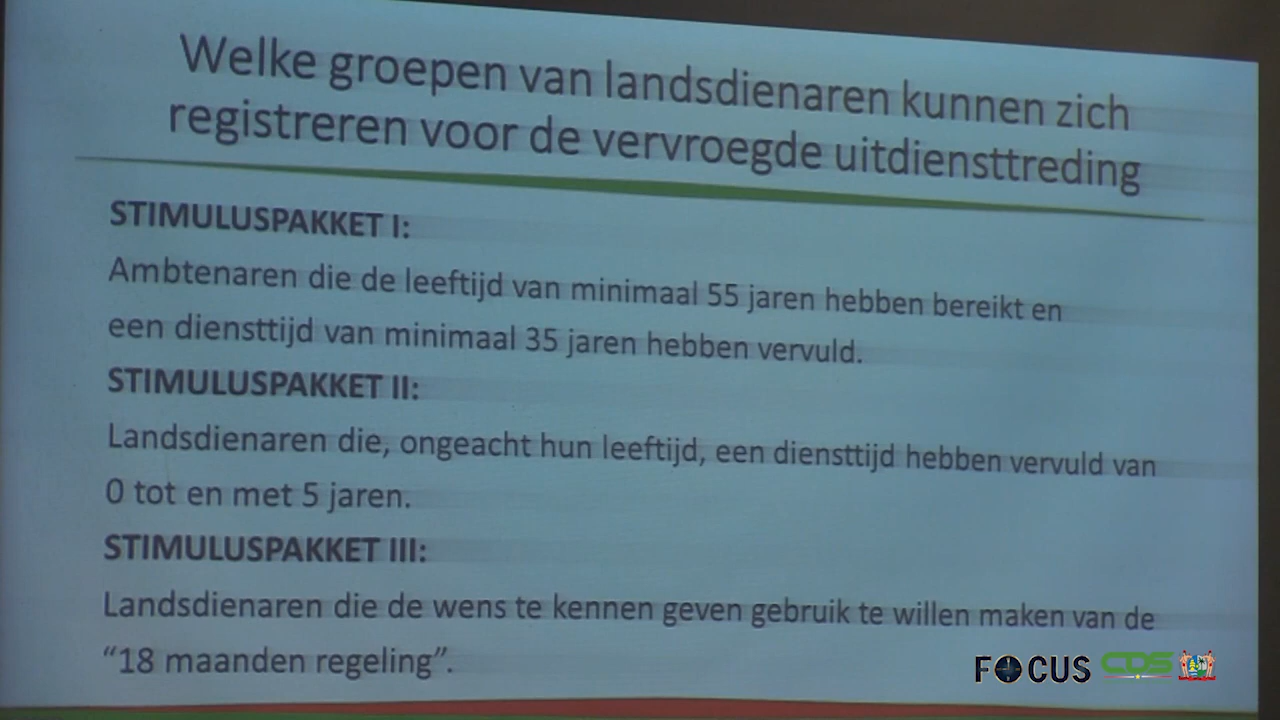 Welke groepen van landsdienaren kunnen zich
registreren voor de vervroegde uitdiensttreding
STIMULUSPAKKET I:
Ambtenaren die de leeftijd van minimaal 55 jaren hebben bereikt en
een diensttijd van minimaal 35 jaren hebben vervuld.
STIMULUSPAKKET II:
Landsdienaren die, ongeacht hun leeftijd, een diensttijd hebben vervuld van
0 tot en met 5 jaren.
STIMULUSPAKKET III:
Landsdienaren die de wens te kennen geven gebruik te willen maken van de
“18 maanden regeling”.
FOCUS CDS